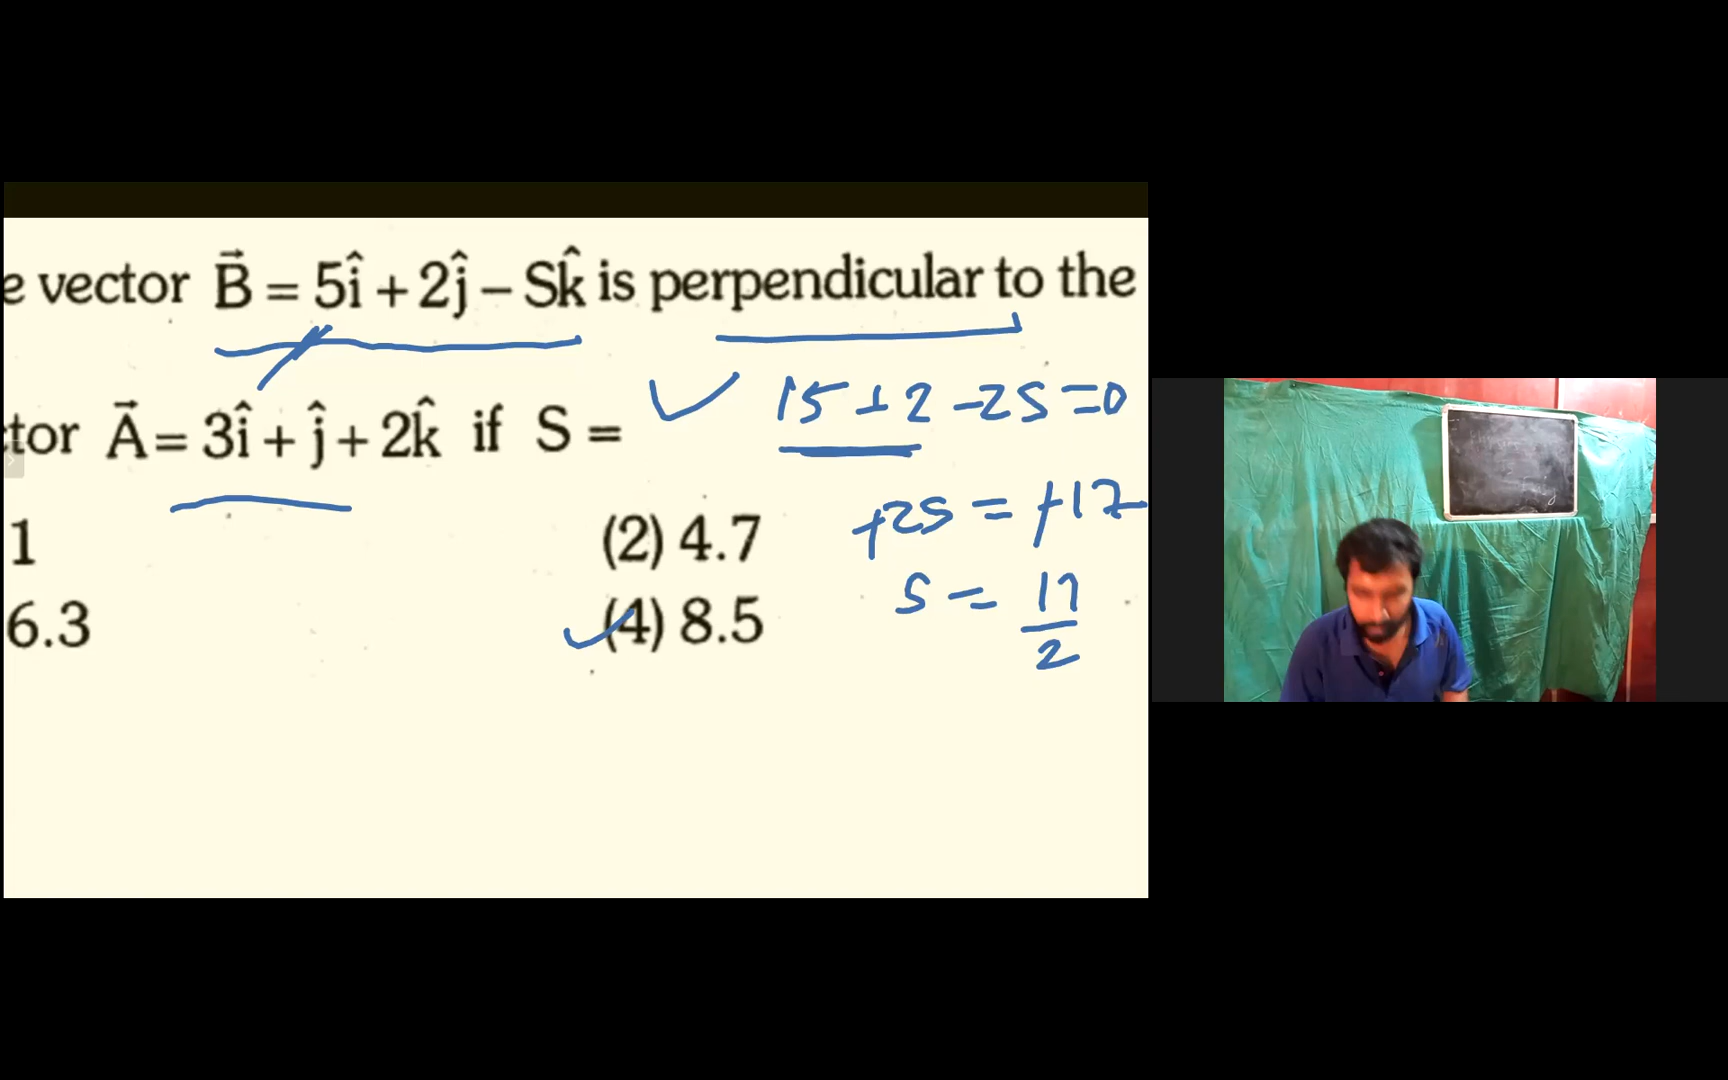 e vector B⃗ = 5î + 2ĵ – Sk̂ is perpendicular to the
tor A⃗ = 3î + ĵ + 2k̂ if S =
15 + 2 - 2S = 0
1
(2) 4.7
+2S = +17
6.3
(4) 8.5
S = 17/2